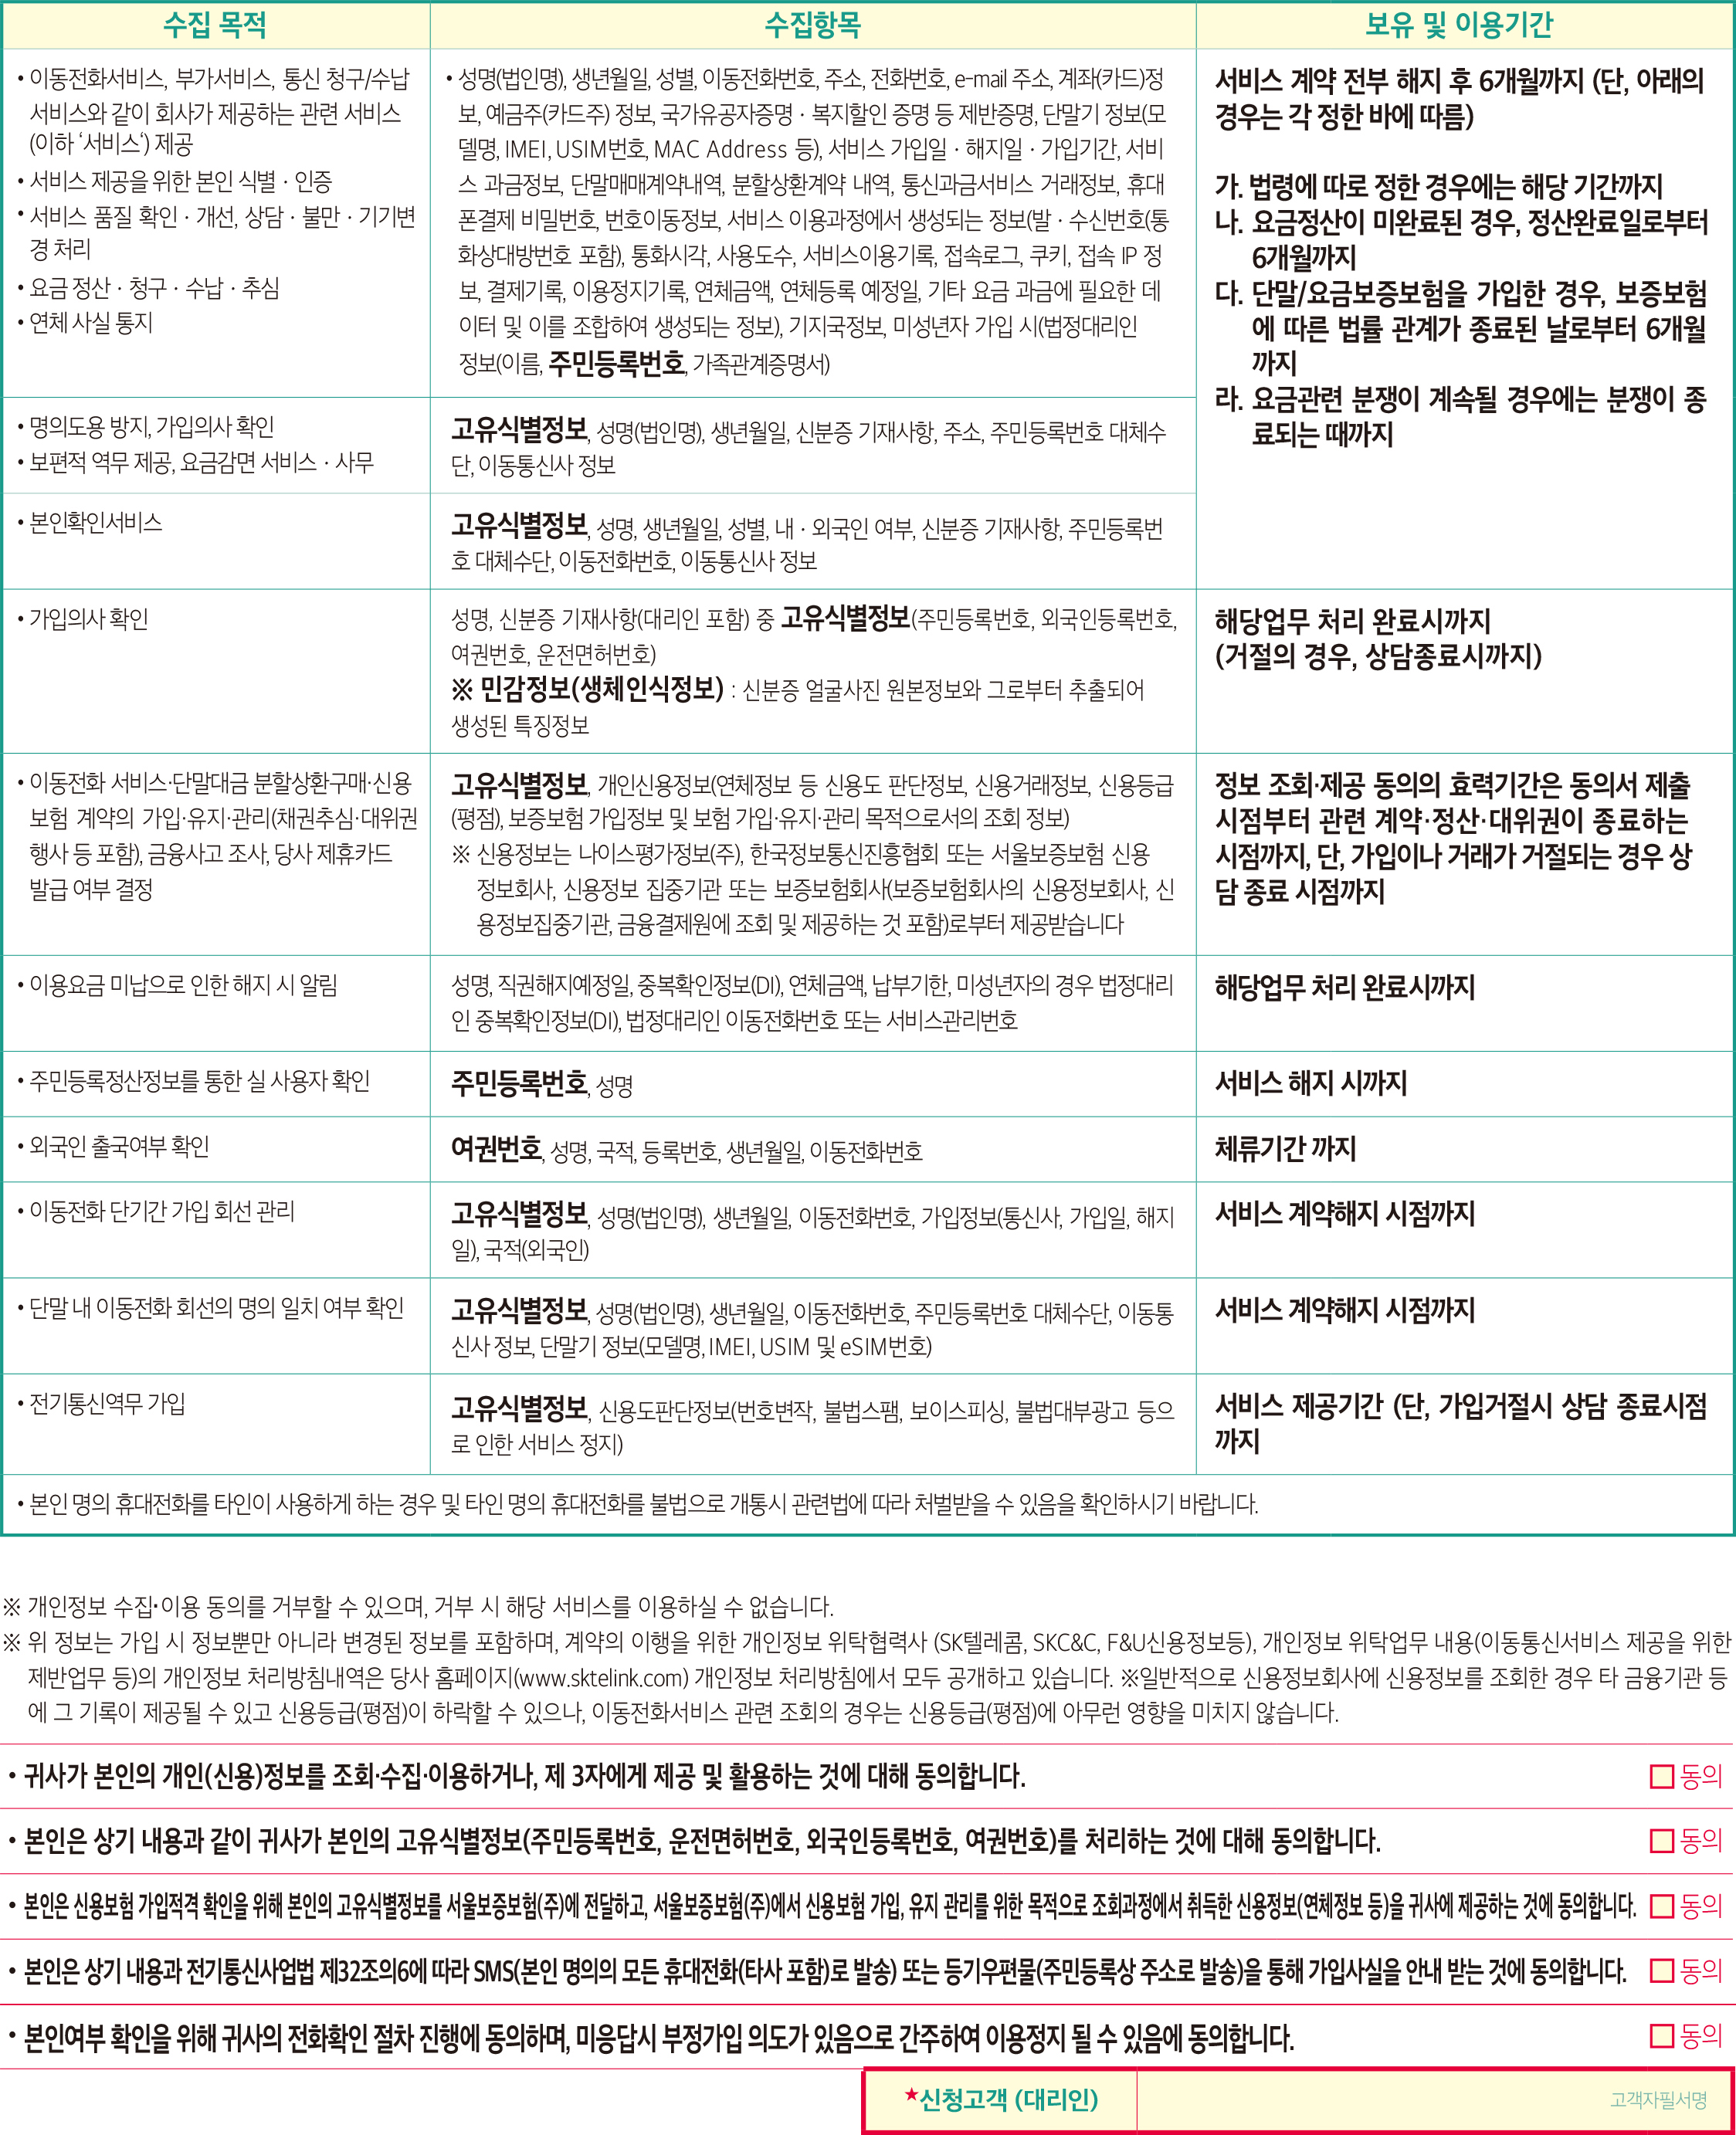 수집 목적
수집항목
보유 및 이용기간
• 이동전화서비스, 부가서비스, 통신 청구/수납
서비스와 같이 회사가 제공하는 관련 서비스
(이하 ‘서비스‘) 제공
• 서비스 제공을 위한 본인 식별 · 인증
• 서비스 품질 확인 · 개선, 상담 · 불만 · 기기변
경 처리
• 요금 정산 · 청구 · 수납 · 추심
• 연체 사실 통지
• 성명(법인명), 생년월일, 성별, 이동전화번호, 주소, 전화번호, e-mail 주소, 계좌(카드)정
보, 예금주(카드주) 정보, 국가유공자증명 · 복지할인 증명 등 제반증명, 단말기 정보(모
델명, IMEI, USIM번호, MAC Address 등), 서비스 가입일 · 해지일 · 가입기간, 서비
스 과금정보, 단말매매계약내역, 분할상환계약 내역, 통신과금서비스 거래정보, 휴대
폰결제 비밀번호, 번호이동정보, 서비스 이용과정에서 생성되는 정보(발 · 수신번호(통
화상대방번호 포함), 통화시각, 사용도수, 서비스이용기록, 접속로그, 쿠키, 접속 IP 정
보, 결제기록, 이용정지기록, 연체금액, 연체등록 예정일, 기타 요금 과금에 필요한 데
이터 및 이를 조합하여 생성되는 정보), 기지국정보, 미성년자 가입 시(법정대리인
정보(이름, 주민등록번호, 가족관계증명서)
서비스 계약 전부 해지 후 6개월까지 (단, 아래의
경우는 각 정한 바에 따름)
가. 법령에 따로 정한 경우에는 해당 기간까지
나. 요금정산이 미완료된 경우, 정산완료일로부터
6개월까지
다. 단말/요금보증보험을 가입한 경우, 보증보험
에 따른 법률 관계가 종료된 날로부터 6개월
까지
라. 요금관련 분쟁이 계속될 경우에는 분쟁이 종
료되는 때까지
• 명의도용 방지, 가입의사 확인
• 보편적 역무 제공, 요금감면 서비스 · 사무
고유식별정보, 성명(법인명), 생년월일, 신분증 기재사항, 주소, 주민등록번호 대체수
단, 이동통신사 정보
• 본인확인서비스
고유식별정보, 성명, 생년월일, 성별, 내 · 외국인 여부, 신분증 기재사항, 주민등록번
호 대체수단, 이동전화번호, 이동통신사 정보
• 가입의사 확인
성명, 신분증 기재사항(대리인 포함) 중 고유식별정보(주민등록번호, 외국인등록번호,
여권번호, 운전면허번호)
※ 민감정보(생체인식정보) : 신분증 얼굴사진 원본정보와 그로부터 추출되어
생성된 특징정보
해당업무 처리 완료시까지
(거절의 경우, 상담종료시까지)
• 이동전화 서비스·단말대금 분할상환구매·신용
보험 계약의 가입·유지·관리(채권추심·대위권
행사 등 포함), 금융사고 조사, 당사 제휴카드
발급 여부 결정
고유식별정보, 개인신용정보(연체정보 등 신용도 판단정보, 신용거래정보, 신용등급
(평점), 보증보험 가입정보 및 보험 가입·유지·관리 목적으로서의 조회 정보)
※ 신용정보는 나이스평가정보(주), 한국정보통신진흥협회 또는 서울보증보험 신용
정보회사, 신용정보 집중기관 또는 보증보험회사(보증보험회사의 신용정보회사, 신
용정보집중기관, 금융결제원에 조회 및 제공하는 것 포함)로부터 제공받습니다
정보 조회·제공 동의의 효력기간은 동의서 제출
시점부터 관련 계약·정산·대위권이 종료하는
시점까지, 단, 가입이나 거래가 거절되는 경우 상
담 종료 시점까지
• 이용요금 미납으로 인한 해지 시 알림
성명, 직권해지예정일, 중복확인정보(DI), 연체금액, 납부기한, 미성년자의 경우 법정대리
인 중복확인정보(DI), 법정대리인 이동전화번호 또는 서비스관리번호
해당업무 처리 완료시까지
• 주민등록정산정보를 통한 실 사용자 확인
주민등록번호, 성명
서비스 해지 시까지
• 외국인 출국여부 확인
여권번호, 성명, 국적, 등록번호, 생년월일, 이동전화번호
체류기간 까지
• 이동전화 단기간 가입 회선 관리
고유식별정보, 성명(법인명), 생년월일, 이동전화번호, 가입정보(통신사, 가입일, 해지
일), 국적(외국인)
서비스 계약해지 시점까지
• 단말 내 이동전화 회선의 명의 일치 여부 확인
고유식별정보, 성명(법인명), 생년월일, 이동전화번호, 주민등록번호 대체수단, 이동통
신사 정보, 단말기 정보(모델명, IMEI, USIM 및 eSIM번호)
서비스 계약해지 시점까지
• 전기통신역무 가입
고유식별정보, 신용도판단정보(번호변작, 불법스팸, 보이스피싱, 불법대부광고 등으
로 인한 서비스 정지)
서비스 제공기간 (단, 가입거절시 상담 종료시점
까지
• 본인 명의 휴대전화를 타인이 사용하게 하는 경우 및 타인 명의 휴대전화를 불법으로 개통시 관련법에 따라 처벌받을 수 있음을 확인하시기 바랍니다.
※ 개인정보 수집·이용 동의를 거부할 수 있으며, 거부 시 해당 서비스를 이용하실 수 없습니다.
※ 위 정보는 가입 시 정보뿐만 아니라 변경된 정보를 포함하며, 계약의 이행을 위한 개인정보 위탁협력사 (SK텔레콤, SKC&C, F&U신용정보등), 개인정보 위탁업무 내용(이동통신서비스 제공을 위한
제반업무 등)의 개인정보 처리방침내역은 당사 홈페이지(www.sktelink.com) 개인정보 처리방침에서 모두 공개하고 있습니다. ※일반적으로 신용정보회사에 신용정보를 조회한 경우 타 금융기관 등
에 그 기록이 제공될 수 있고 신용등급(평점)이 하락할 수 있으나, 이동전화서비스 관련 조회의 경우는 신용등급(평점)에 아무런 영향을 미치지 않습니다.
• 귀사가 본인의 개인(신용)정보를 조회·수집·이용하거나, 제 3자에게 제공 및 활용하는 것에 대해 동의합니다. □ 동의
• 본인은 상기 내용과 같이 귀사가 본인의 고유식별정보(주민등록번호, 운전면허번호, 외국인등록번호, 여권번호)를 처리하는 것에 대해 동의합니다. □ 동의
• 본인은 신용보험 가입적격 확인을 위해 본인의 고유식별정보를 서울보증보험(주)에 전달하고, 서울보증보험(주)에서 신용보험 가입, 유지 관리를 위한 목적으로 조회과정에서 취득한 신용정보(연체정보 등)을 귀사에 제공하는 것에 동의합니다. □ 동의
• 본인은 상기 내용과 전기통신사업법 제32조의6에 따라 SMS(본인 명의의 모든 휴대전화(타사 포함)로 발송) 또는 등기우편물(주민등록상 주소로 발송)을 통해 가입사실을 안내 받는 것에 동의합니다. □ 동의
• 본인여부 확인을 위해 귀사의 전화확인 절차 진행에 동의하며, 미응답시 부정가입 의도가 있음으로 간주하여 이용정지 될 수 있음에 동의합니다. □ 동의
★신청고객 (대리인)
고객자필서명